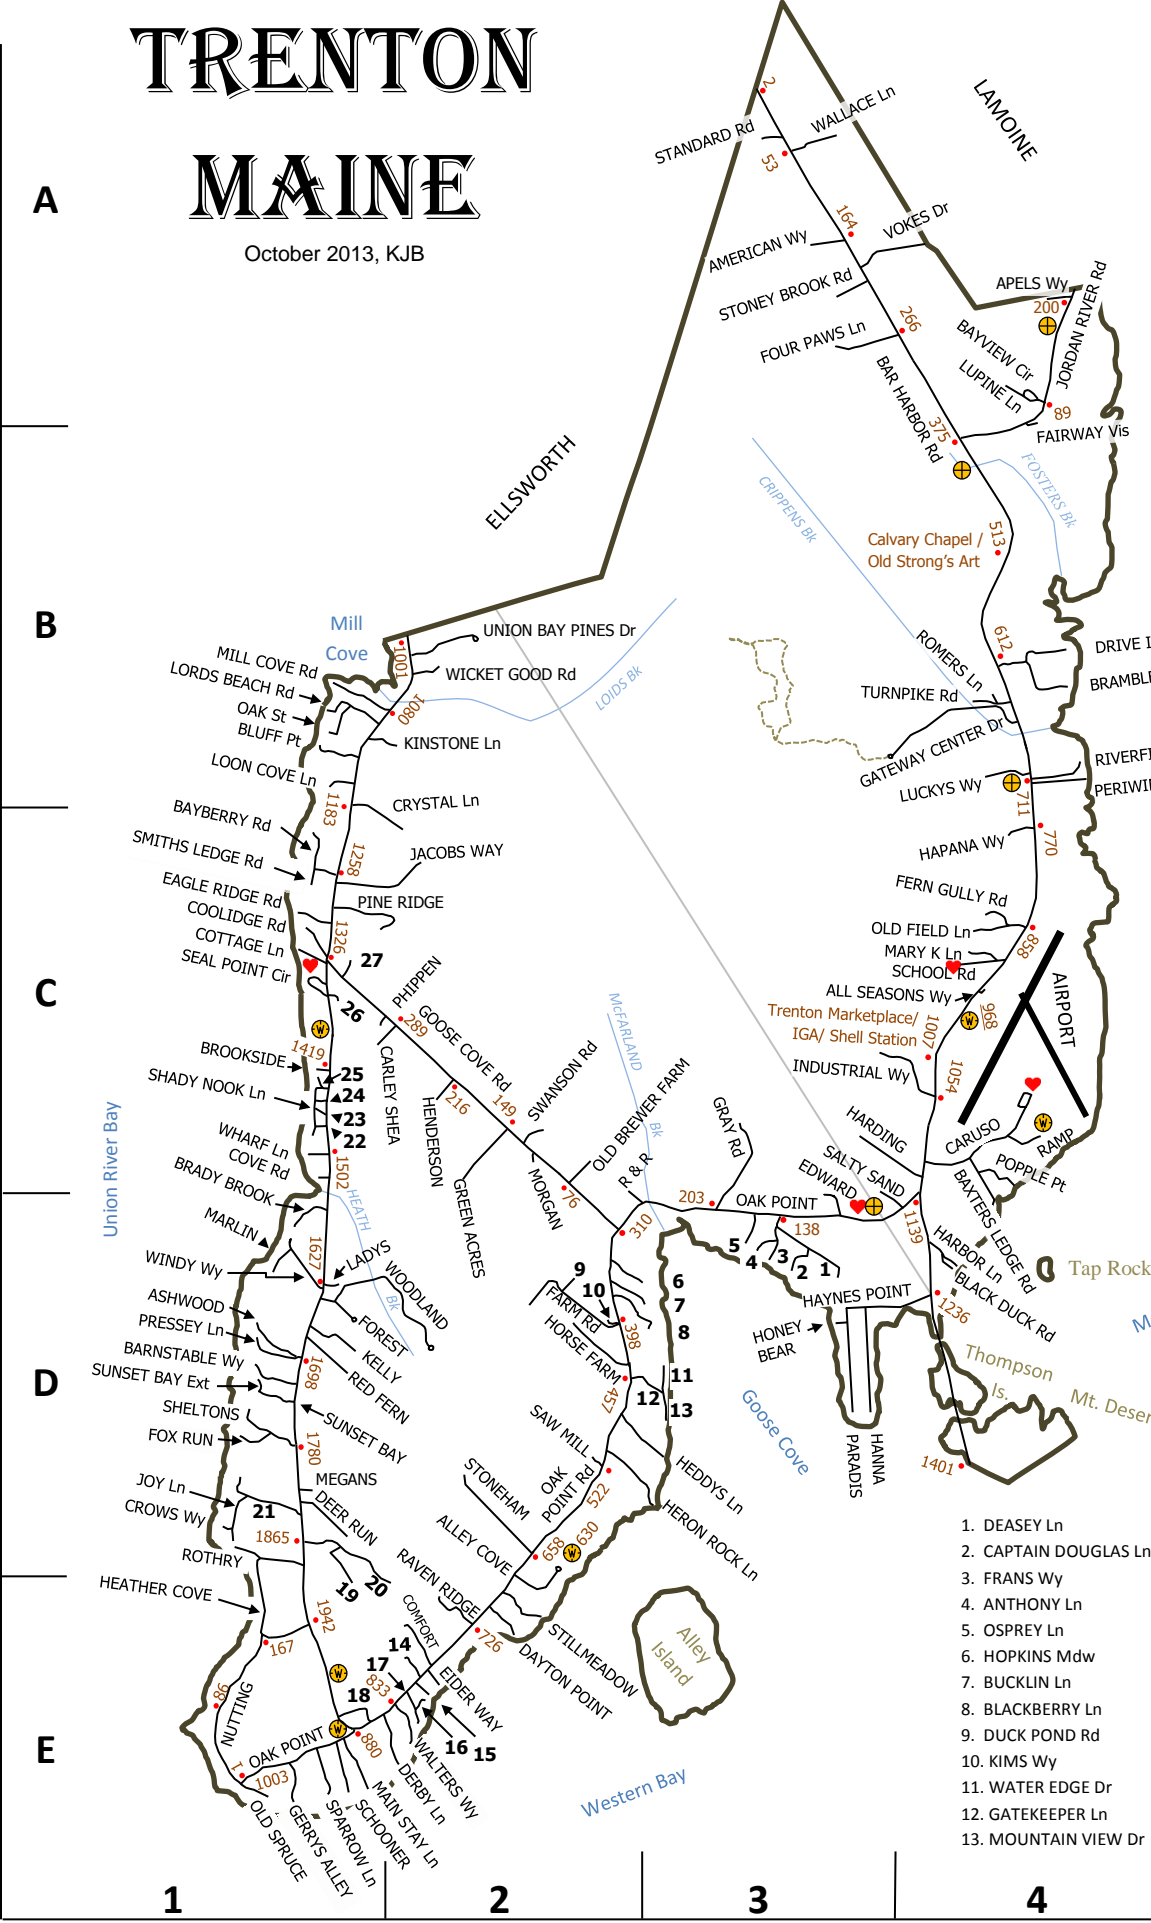 TRENTON
MAINE
October 2013, KJB
A
B
C
D
E
1
2
3
4
LAMOINE
ELLSWORTH
2
WALLACE Ln
STANDARD Rd
53
164
VOKES Dr
AMERICAN Wy
STONEY BROOK Rd
266
FOUR PAWS Ln
BAR HARBOR Rd
APELS Wy
200
JORDAN RIVER Rd
BAYVIEW Cir
LUPINE Ln
89
FAIRWAY Vis
375
FOSTERS Bk
CRIPPENS Bk
513
Calvary Chapel /
Old Strong's Art
612
ROMERS Ln
DRIVE I
BRAMBLE
TURNPIKE Rd
GATEWAY CENTER Dr
RIVERFI
PERIWI
LUCKYS Wy
711
770
HAPANA Wy
FERN GULLY Rd
OLD FIELD Ln
858
MARY K Ln
SCHOOL Rd
ALL SEASONS Wy
968
AIRPORT
Trenton Marketplace/
IGA/ Shell Station
1007
INDUSTRIAL Wy
1054
HARDING
CARUSO
RAMP
POPPLE Pt
SALTY SAND
EDWARD
BAXTERS LEDGE Rd
1139
HARBOR Ln
BLACK DUCK Rd
Tap Rock
1236
HAYNES POINT
HONEY
BEAR
PARADIS
HANNA
Thompson
Is.
Mt. Deser
M
1401
Goose Cove
Mill
Cove
1001
UNION BAY PINES Dr
WICKET GOOD Rd
LOIDS Bk
MILL COVE Rd
LORDS BEACH Rd
OAK St
BLUFF Pt
1080
KINSTONE Ln
LOON COVE Ln
1183
CRYSTAL Ln
BAYBERRY Rd
SMITHS LEDGE Rd
1258
JACOBS WAY
EAGLE RIDGE Rd
PINE RIDGE
COOLIDGE Rd
1326
COTTAGE Ln
SEAL POINT Cir
27
26
PHIPPEN
289
GOOSE COVE Rd
CARLEY SHEA
HENDERSON
216
149
SWANSON Rd
McFARLAND
Bk
OLD BREWER FARM
GREEN ACRES
MORGAN
76
R & R
GRAY Rd
203
OAK POINT
138
310
5
4
3
2
1
1419
BROOKSIDE
25
SHADY NOOK Ln
24
23
22
WHARF Ln
COVE Rd
1502
Union River Bay
BRADY BROOK
HEATH
Bk
MARLIN
1627
LADYS
WOODLAND
WINDY Wy
FOREST
ASHWOOD
KELLY
PRESSEY Ln
1698
RED FERN
BARNSTABLE Wy
SUNSET BAY Ext
SUNSET BAY
SHELTONS
FOX RUN
1780
MEGANS
DEER RUN
JOY Ln
CROWS Wy
21
1865
ROTHRY
19
20
HEATHER COVE
1942
167
86
NUTTING
1
OAK POINT
1003
OLD SPRUCE
GERRYS ALLEY
SPARROW Ln
SCHOONER
MAIN STAY Ln
DERBY Ln
WALTERS Wy
880
18
833
17
14
COMFORT
EIDER WAY
16
15
726
RAVEN RIDGE
ALLEY COVE
STONEHAM
658
630
STILLMEADOW
DAYTON POINT
OAK
POINT Rd
522
SAW MILL
HEDDYS Ln
HERON ROCK Ln
457
HORSE FARM
FARM Rd
398
9
10
6
7
8
11
12
13
Alley
Island
Western Bay
1. DEASEY Ln
2. CAPTAIN DOUGLAS Ln
3. FRANS Wy
4. ANTHONY Ln
5. OSPREY Ln
6. HOPKINS Mdw
7. BUCKLIN Ln
8. BLACKBERRY Ln
9. DUCK POND Rd
10. KIMS Wy
11. WATER EDGE Dr
12. GATEKEEPER Ln
13. MOUNTAIN VIEW Dr
W
W
W
W
W
W